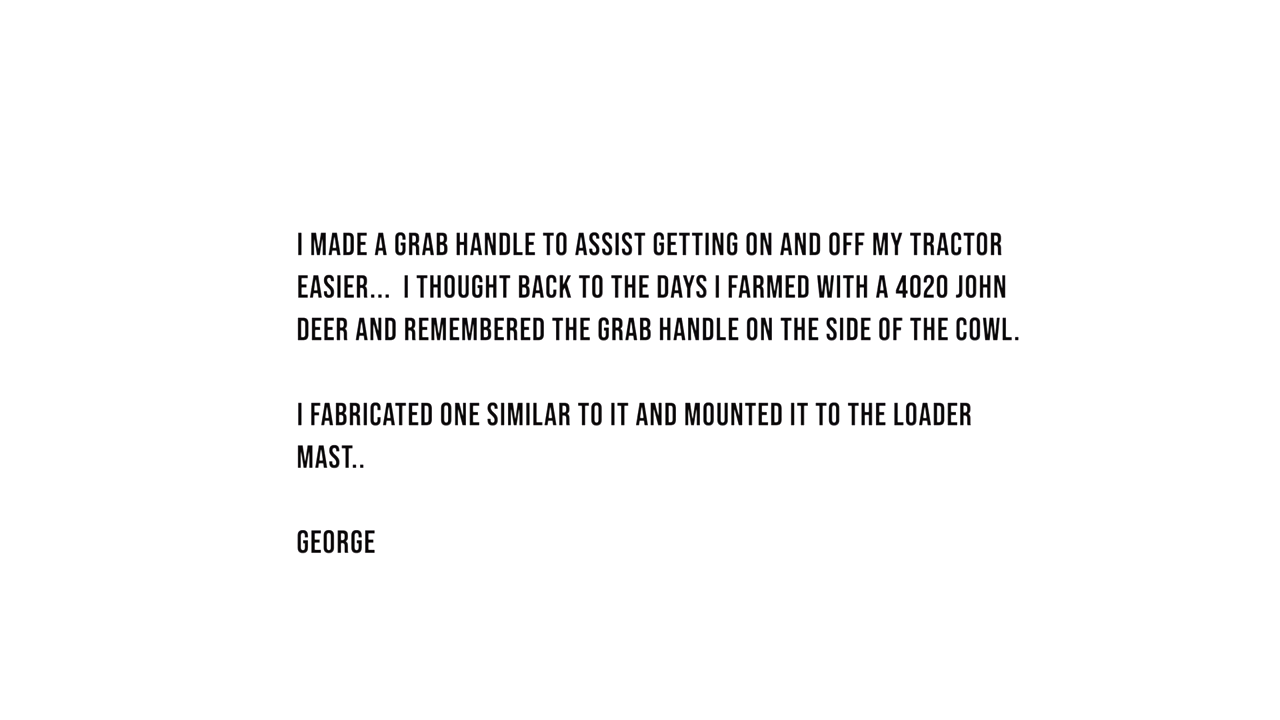 I MADE A GRAB HANDLE TO ASSIST GETTING ON AND OFF MY TRACTOR
EASIER...  I THOUGHT BACK TO THE DAYS I FARMED WITH A 4020 JOHN
DEER AND REMEMBERED THE GRAB HANDLE ON THE SIDE OF THE COWL.
I FABRICATED ONE SIMILAR TO IT AND MOUNTED IT TO THE LOADER
MAST..
GEORGE